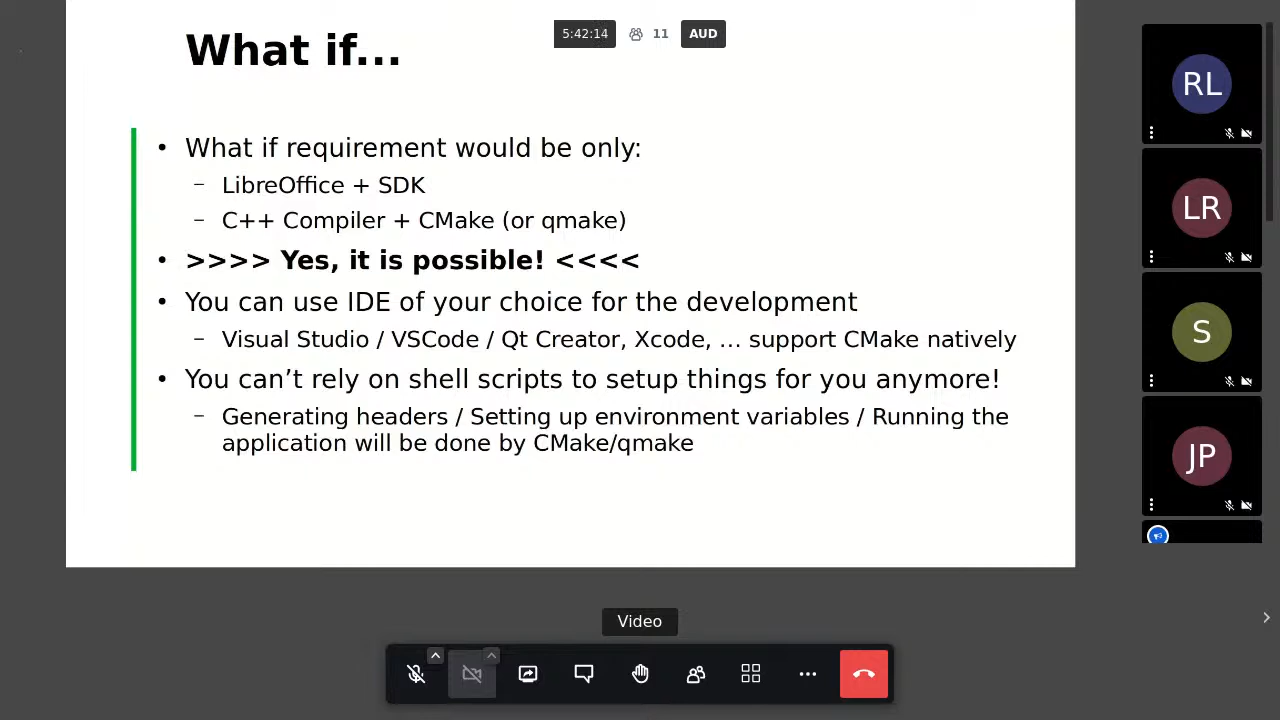 What if...
5:42:14
11
AUD
• What if requirement would be only:
– LibreOffice + SDK
– C++ Compiler + CMake (or qmake)
• >>>> Yes, it is possible! <<<<
• You can use IDE of your choice for the development
– Visual Studio / VSCode / Qt Creator, Xcode, … support CMake natively
• You can’t rely on shell scripts to setup things for you anymore!
– Generating headers / Setting up environment variables / Running the
application will be done by CMake/qmake
RL
LR
S
JP
Video